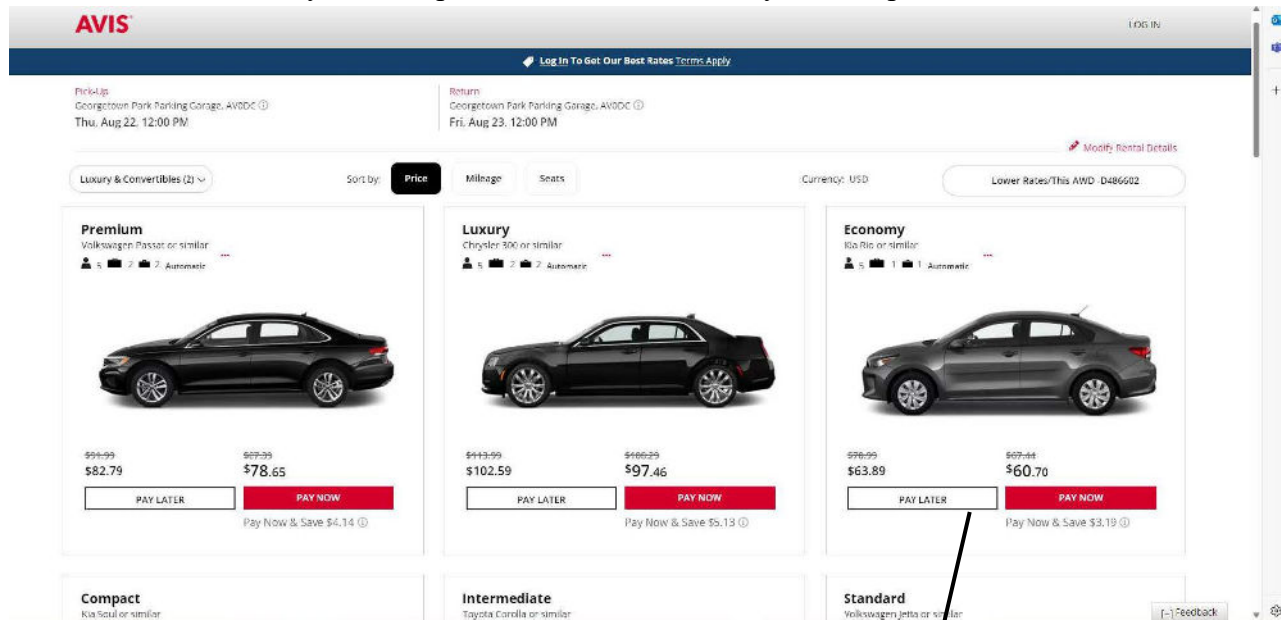 AVIS
LOG IN
Log In To Get Our Best Rates Terms Apply
Pick-Up
Georgetown Park Parking Garage, AV0DC
Thu, Aug 22, 12:00 PM
Return
Georgetown Park Parking Garage, AV0DC
Fri, Aug 23, 12:00 PM
Modify Rental Details
Luxury & Convertibles (2)
Sort by: Price Mileage Seats
Currency: USD
Lower Rates/This AWD -D486602
Premium
Volkswagen Passat or similar
5 2 2 Automatic
$91.99 $87.39
$82.79 $78.65
PAY LATER PAY NOW
Pay Now & Save $4.14
Luxury
Chrysler 300 or similar
5 2 2 Automatic
$113.99 $108.29
$102.59 $97.46
PAY LATER PAY NOW
Pay Now & Save $5.13
Economy
Kia Rio or similar
5 1 1 Automatic
$67.44
$63.89 $60.70
PAY LATER PAY NOW
Pay Now & Save $3.19
Compact
Kia Soul or similar
Intermediate
Toyota Corolla or similar
Standard
Volkswagen Jetta or similar
[-] Feedback